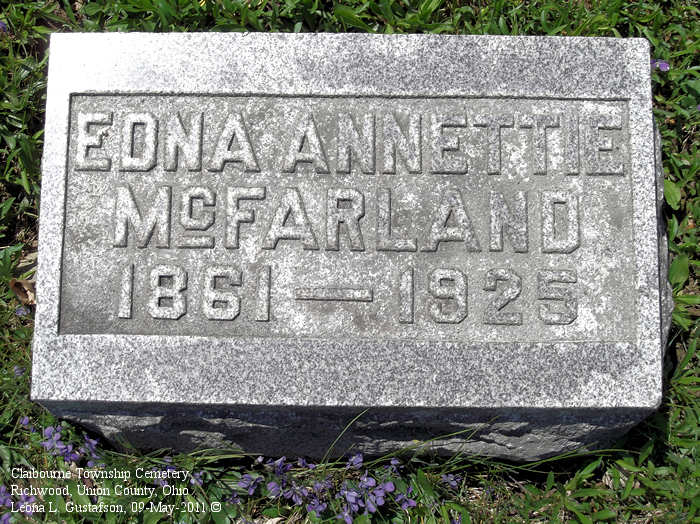 EDNA ANNETTIE
McFARLAND
1861 — 1925
Claibourne Township Cemetery
Richwood, Union County, Ohio
Leona L. Gustafson, 09-May-2011 ©